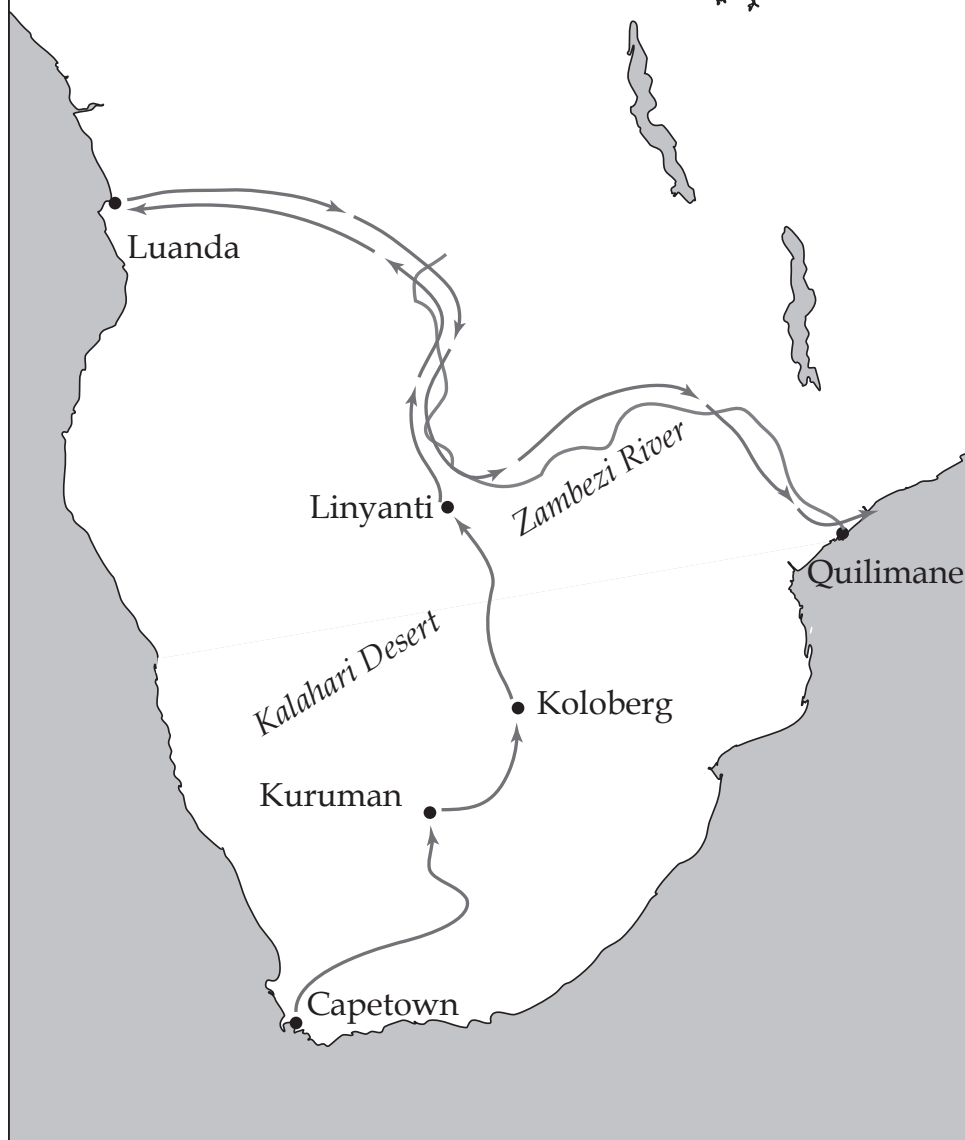 Luanda
Zambezi River
Linyanti
Quilimane
Kalahari Desert
Koloberg
Kuruman
Capetown